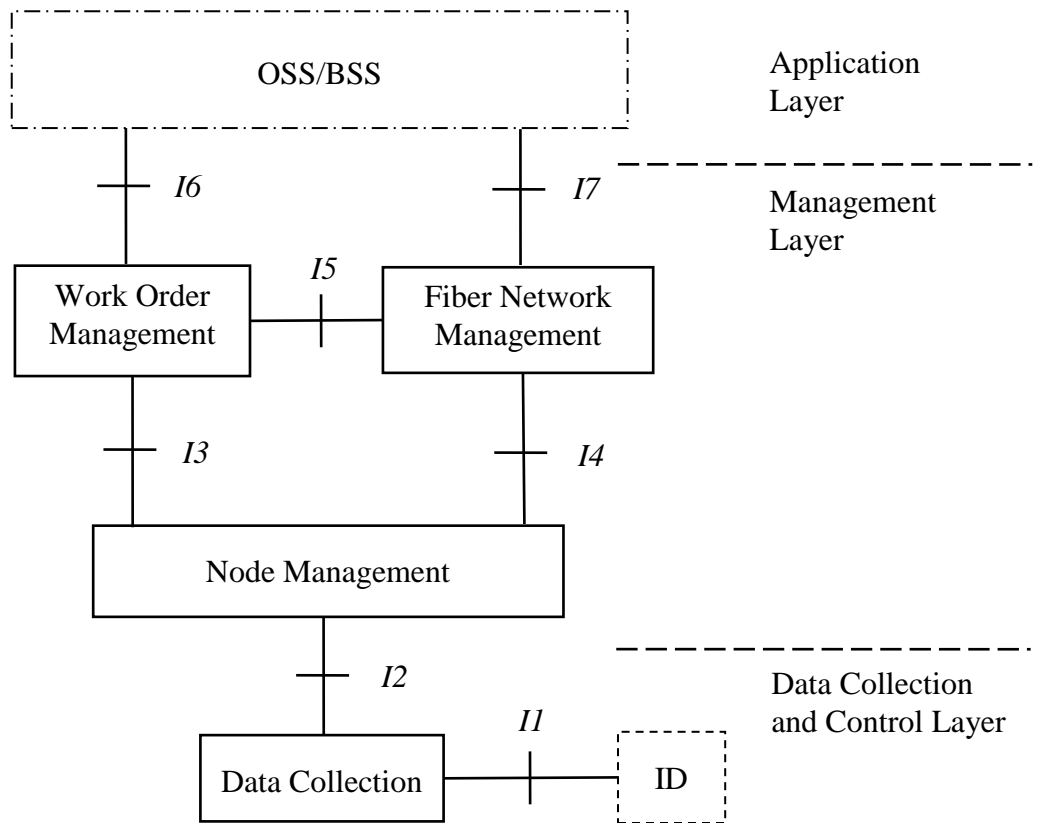 OSS/BSS
Application
Layer
I6
I7
Management
Layer
I5
Work Order
Management
Fiber Network
Management
I3
I4
Node Management
I2
Data Collection
and Control Layer
I1
Data Collection
ID